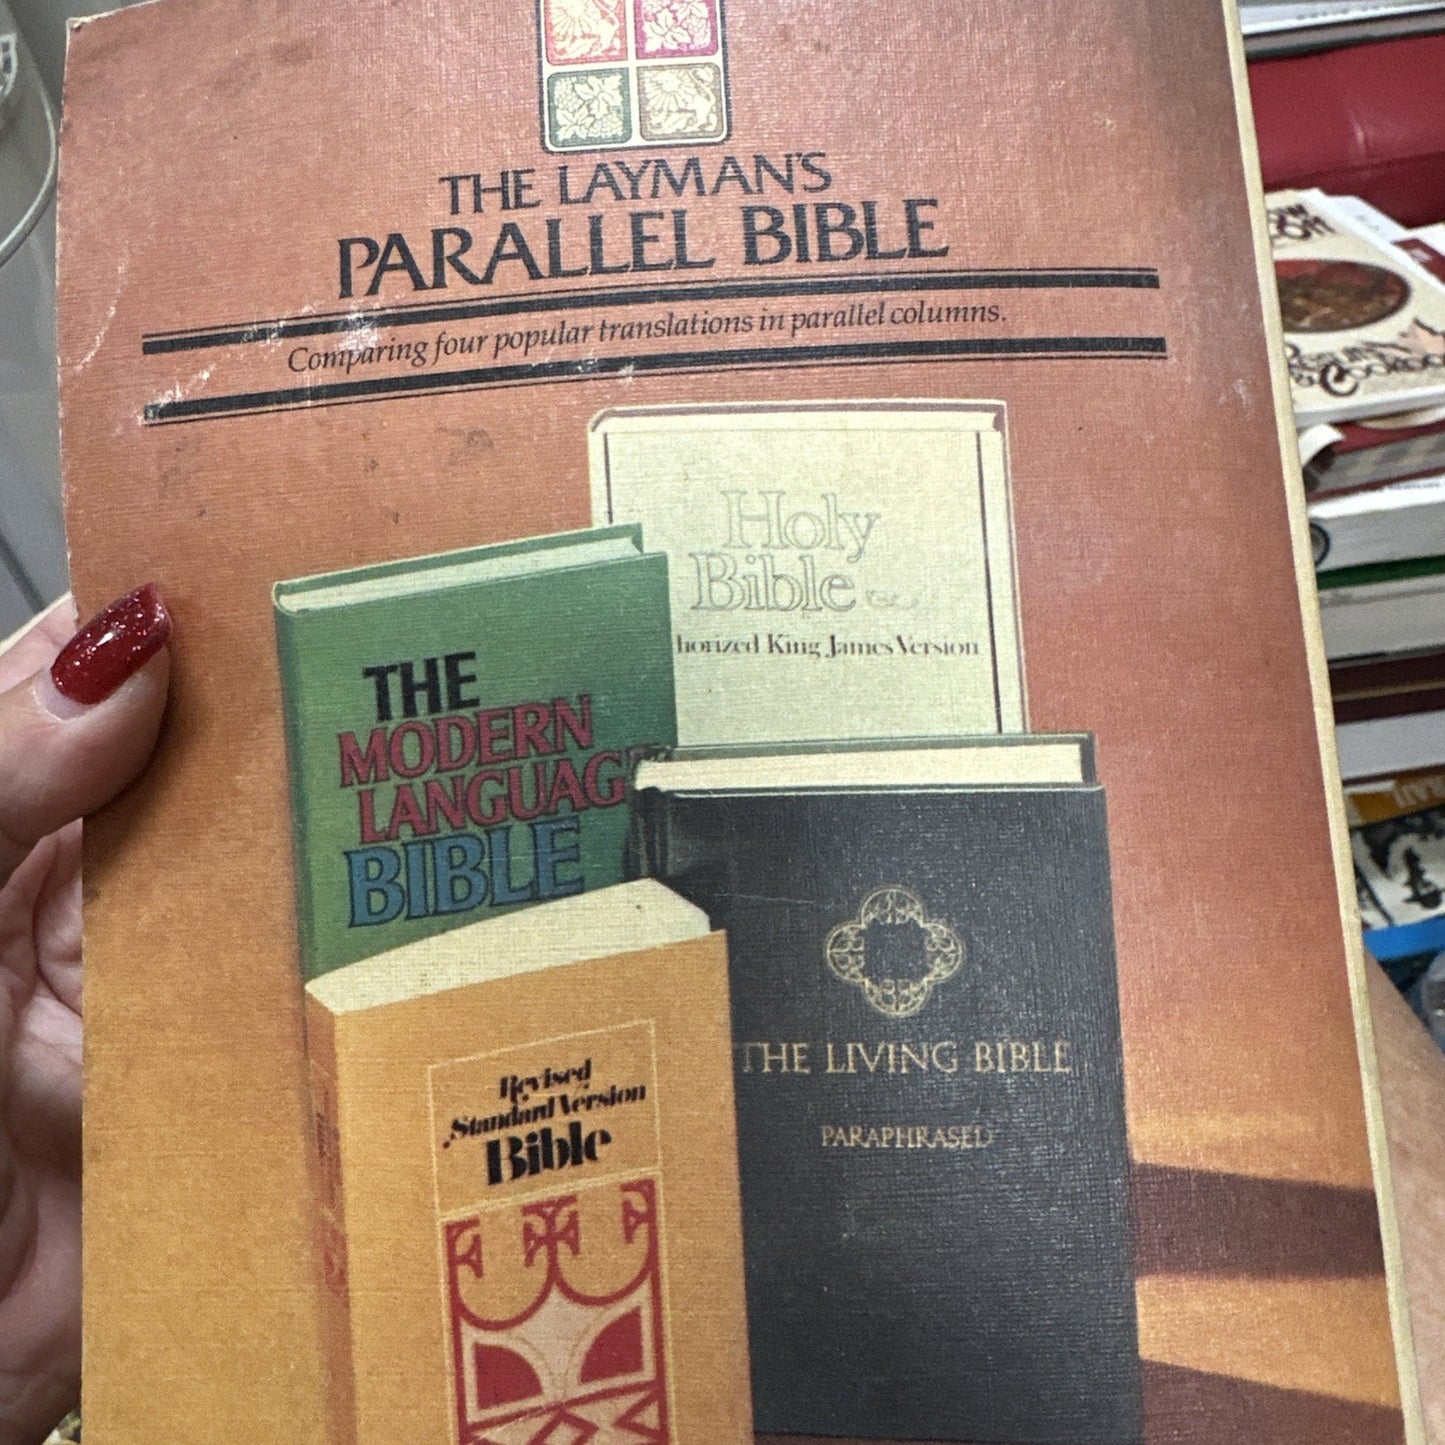 THE LAYMAN'S
PARALLEL BIBLE
Comparing four popular translations in parallel columns.
Holy
Bible
horized King James Version
THE
MODERN
LANGUAG
BIBLE
THE LIVING BIBLE
PARAPHRASED
Revised
Standard Version
Bible